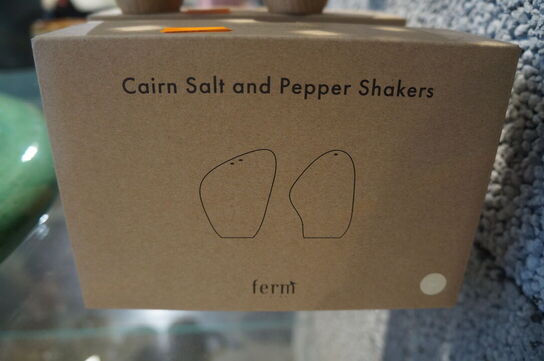 Cairn Salt and Pepper Shakers
ferm